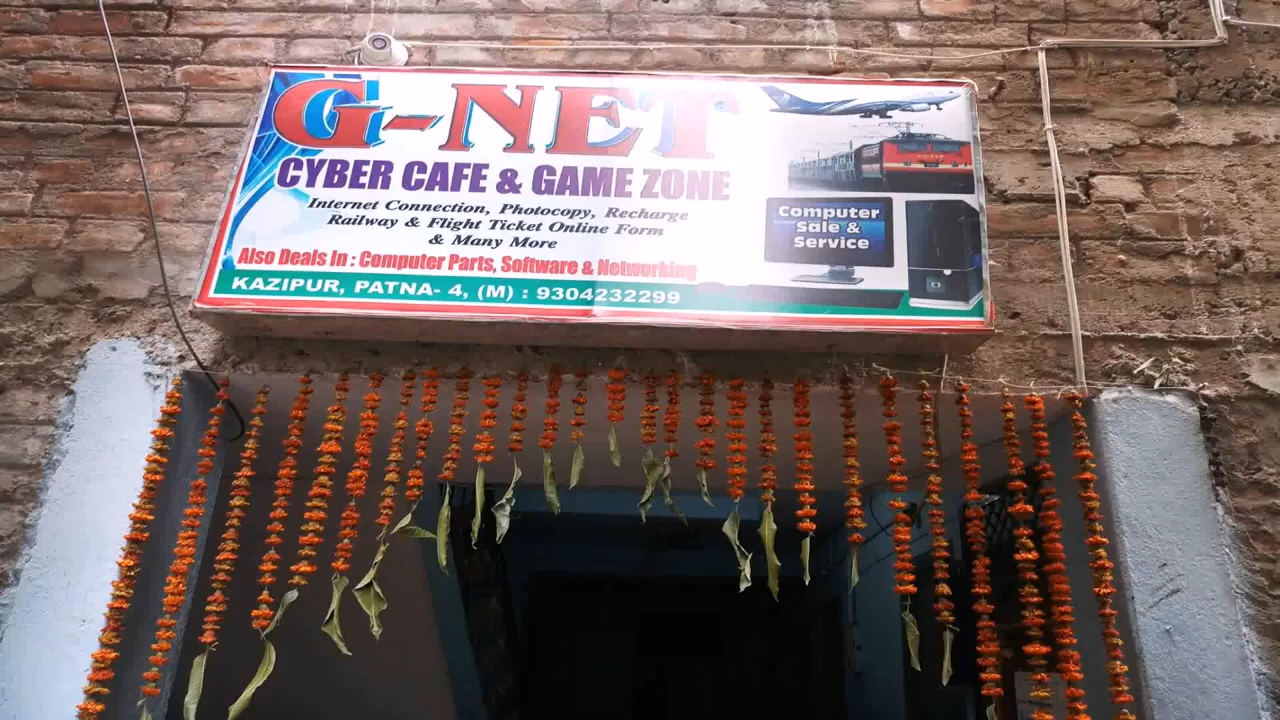 G-NET
CYBER CAFE & GAME ZONE
Internet Connection, Photocopy, Recharge
Railway & Flight Ticket Online Form
& Many More
Also Deals In : Computer Parts, Software & Networking
KAZIPUR, PATNA- 4, (M) : 9304232299
Computer
Sale &
Service